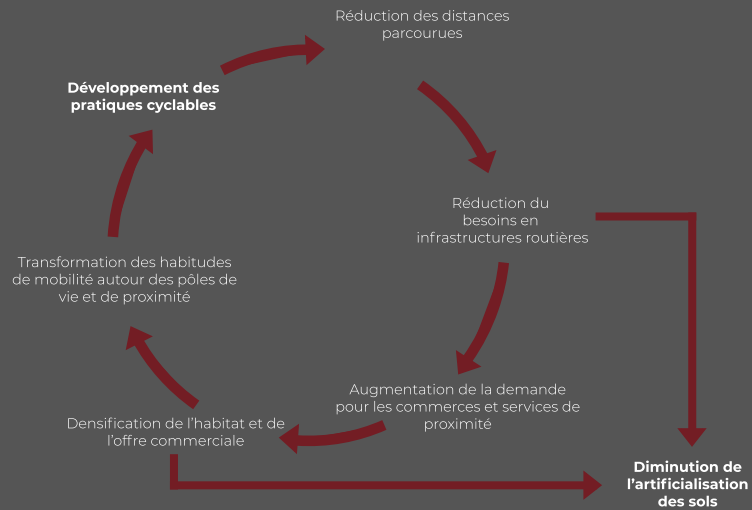 Réduction des distances
parcourues
Développement des
pratiques cyclables
Réduction du
besoins en
infrastructures routières
Transformation des habitudes
de mobilité autour des pôles de
vie et de proximité
Augmentation de la demande
pour les commerces et services de
proximité
Densification de l'habitat et de
l'offre commerciale
Diminution de
l'artificialisation
des sols